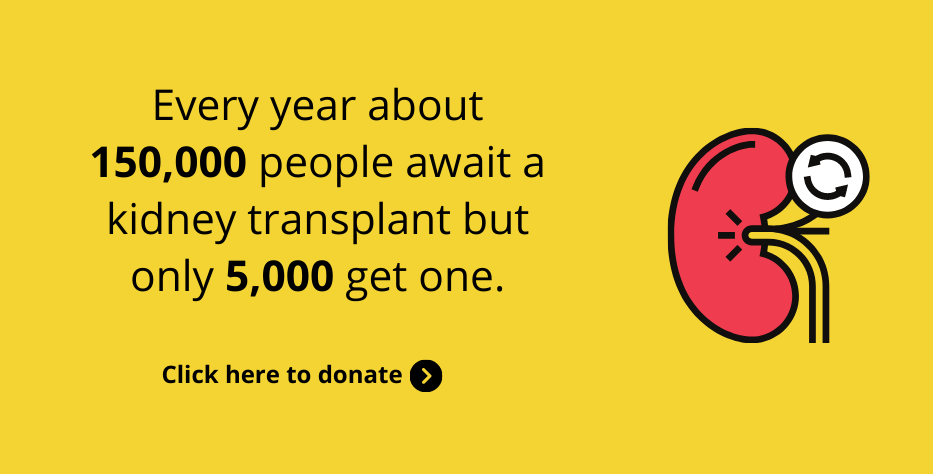 Every year about
150,000 people await a
kidney transplant but
only 5,000 get one.
Click here to donate